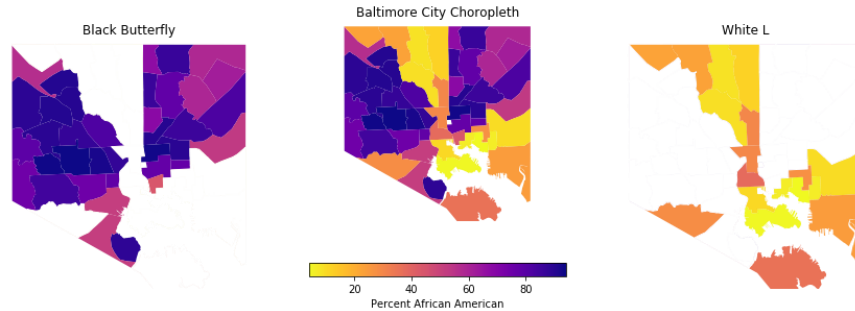 Black Butterfly
Baltimore City Choropleth
White L
20 40 60 80
Percent African American